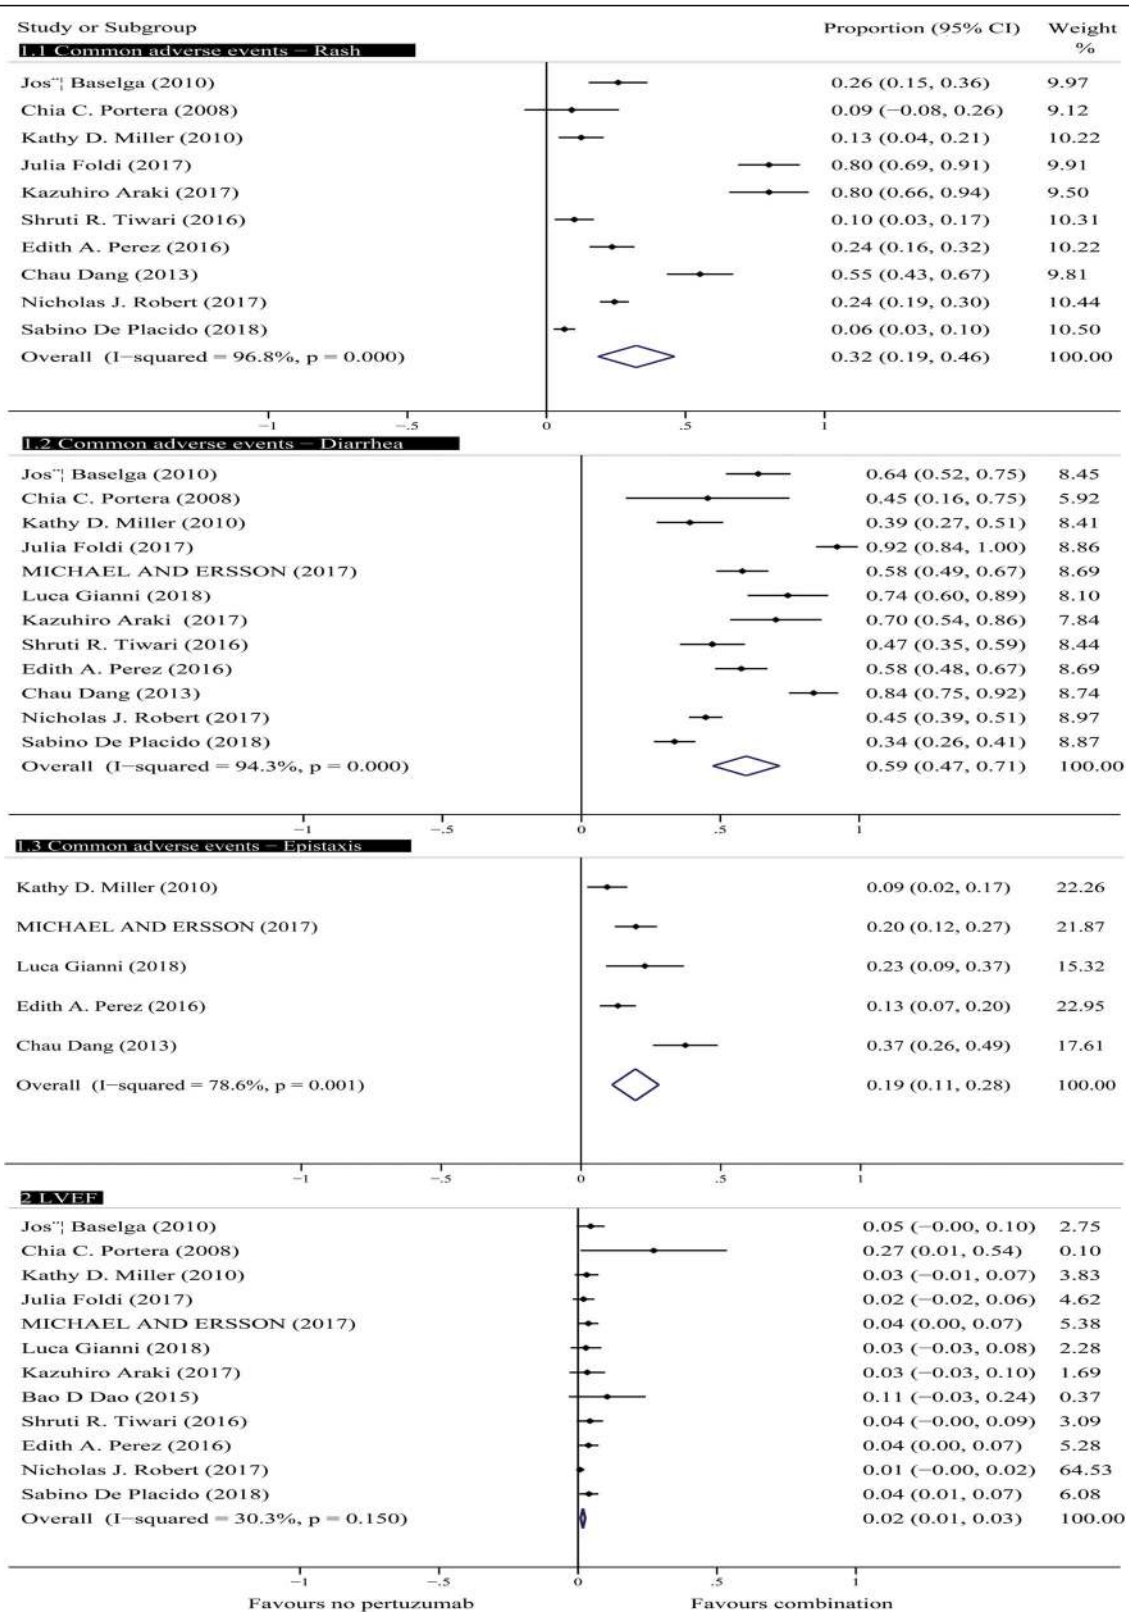 Study or Subgroup Proportion (95% CI) Weight
%
1.1 Common adverse events − Rash
Jos¨¦ Baselga (2010) 0.26 (0.15, 0.36) 9.97
Chia C. Portera (2008) 0.09 (−0.08, 0.26) 9.12
Kathy D. Miller (2010) 0.13 (0.04, 0.21) 10.22
Julia Foldi (2017) 0.80 (0.69, 0.91) 9.91
Kazuhiro Araki (2017) 0.80 (0.66, 0.94) 9.50
Shruti R. Tiwari (2016) 0.10 (0.03, 0.17) 10.31
Edith A. Perez (2016) 0.24 (0.16, 0.32) 10.22
Chau Dang (2013) 0.55 (0.43, 0.67) 9.81
Nicholas J. Robert (2017) 0.24 (0.19, 0.30) 10.44
Sabino De Placido (2018) 0.06 (0.03, 0.10) 10.50
Overall (I−squared = 96.8%, p = 0.000) 0.32 (0.19, 0.46) 100.00
−1 −.5 0 .5 1
1.2 Common adverse events − Diarrhea
Jos¨¦ Baselga (2010) 0.64 (0.52, 0.75) 8.45
Chia C. Portera (2008) 0.45 (0.16, 0.75) 5.92
Kathy D. Miller (2010) 0.39 (0.27, 0.51) 8.41
Julia Foldi (2017) 0.92 (0.84, 1.00) 8.86
MICHAEL AND ERSSON (2017) 0.58 (0.49, 0.67) 8.69
Luca Gianni (2018) 0.74 (0.60, 0.89) 8.10
Kazuhiro Araki (2017) 0.70 (0.54, 0.86) 7.84
Shruti R. Tiwari (2016) 0.47 (0.35, 0.59) 8.44
Edith A. Perez (2016) 0.58 (0.48, 0.67) 8.69
Chau Dang (2013) 0.84 (0.75, 0.92) 8.74
Nicholas J. Robert (2017) 0.45 (0.39, 0.51) 8.97
Sabino De Placido (2018) 0.34 (0.26, 0.41) 8.87
Overall (I−squared = 94.3%, p = 0.000) 0.59 (0.47, 0.71) 100.00
−1 −.5 0 .5 1
1.3 Common adverse events − Epistaxis
Kathy D. Miller (2010) 0.09 (0.02, 0.17) 22.26
MICHAEL AND ERSSON (2017) 0.20 (0.12, 0.27) 21.87
Luca Gianni (2018) 0.23 (0.09, 0.37) 15.32
Edith A. Perez (2016) 0.13 (0.07, 0.20) 22.95
Chau Dang (2013) 0.37 (0.26, 0.49) 17.61
Overall (I−squared = 78.6%, p = 0.001) 0.19 (0.11, 0.28) 100.00
−1 −.5 0 .5 1
2 LVEF
Jos¨¦ Baselga (2010) 0.05 (−0.00, 0.10) 2.75
Chia C. Portera (2008) 0.27 (0.01, 0.54) 0.10
Kathy D. Miller (2010) 0.03 (−0.01, 0.07) 3.83
Julia Foldi (2017) 0.02 (−0.02, 0.06) 4.62
MICHAEL AND ERSSON (2017) 0.04 (0.00, 0.07) 5.38
Luca Gianni (2018) 0.03 (−0.03, 0.08) 2.28
Kazuhiro Araki (2017) 0.03 (−0.03, 0.10) 1.69
Bao D Dao (2015) 0.11 (−0.03, 0.24) 0.37
Shruti R. Tiwari (2016) 0.04 (−0.00, 0.09) 3.09
Edith A. Perez (2016) 0.04 (0.00, 0.07) 5.28
Nicholas J. Robert (2017) 0.01 (−0.00, 0.02) 64.53
Sabino De Placido (2018) 0.04 (0.01, 0.07) 6.08
Overall (I−squared = 30.3%, p = 0.150) 0.02 (0.01, 0.03) 100.00
−1 −.5 0 .5 1
Favours no pertuzumab Favours combination